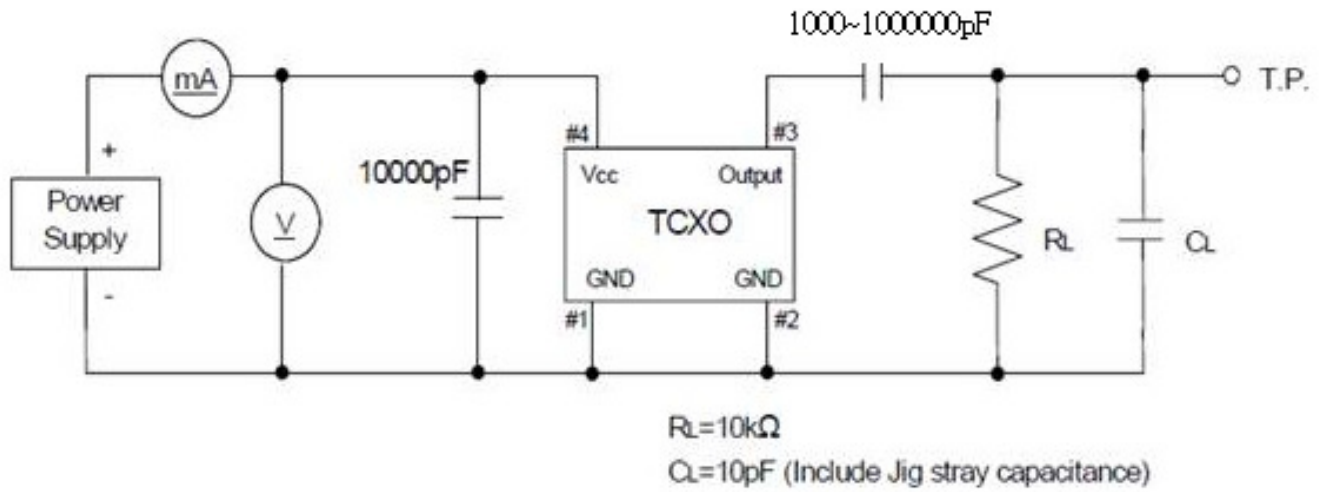 1000~1000000pF
mA
T.P.
#4
#3
+
10000pF
Vcc
Output
Power
Supply
V
TCXO
RL
CL
GND
GND
-
#1
#2
RL=10kΩ
CL=10pF (Include Jig stray capacitance)